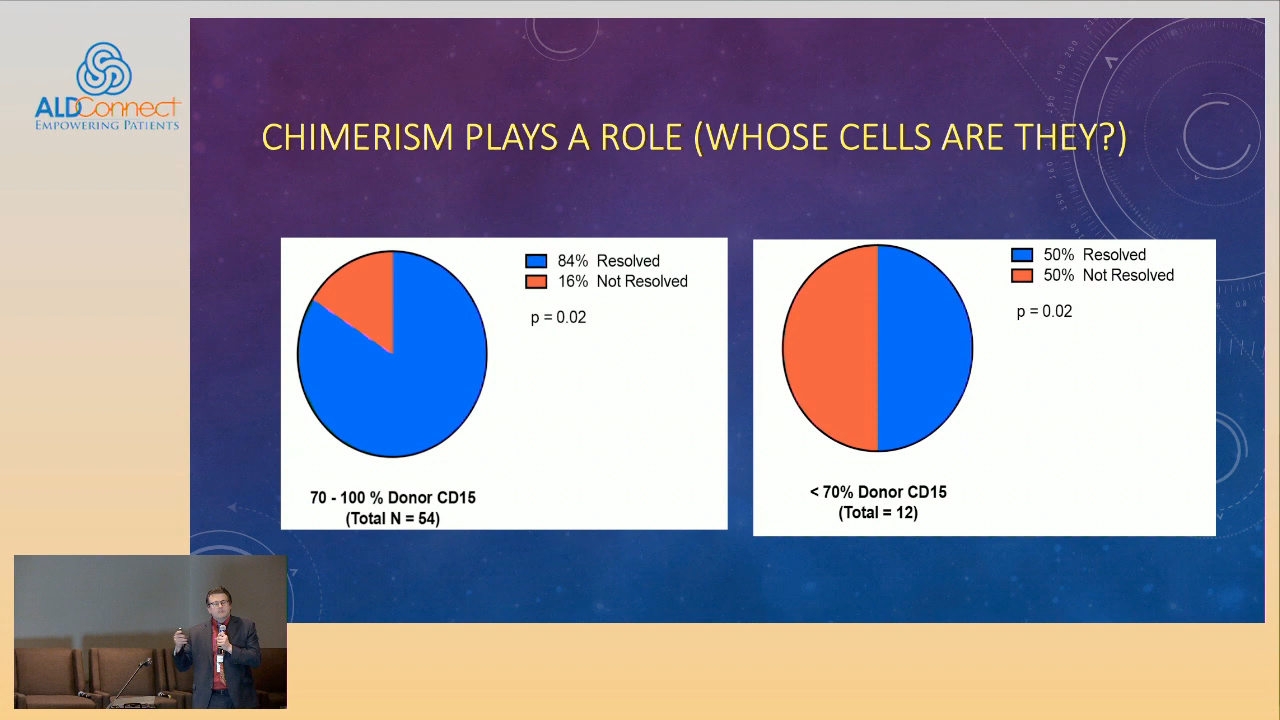 ALDConnect
EMPOWERING PATIENTS
CHIMERISM PLAYS A ROLE (WHOSE CELLS ARE THEY?)
84% Resolved
16% Not Resolved
p = 0.02
70 - 100 % Donor CD15
(Total N = 54)
50% Resolved
50% Not Resolved
p = 0.02
< 70% Donor CD15
(Total = 12)